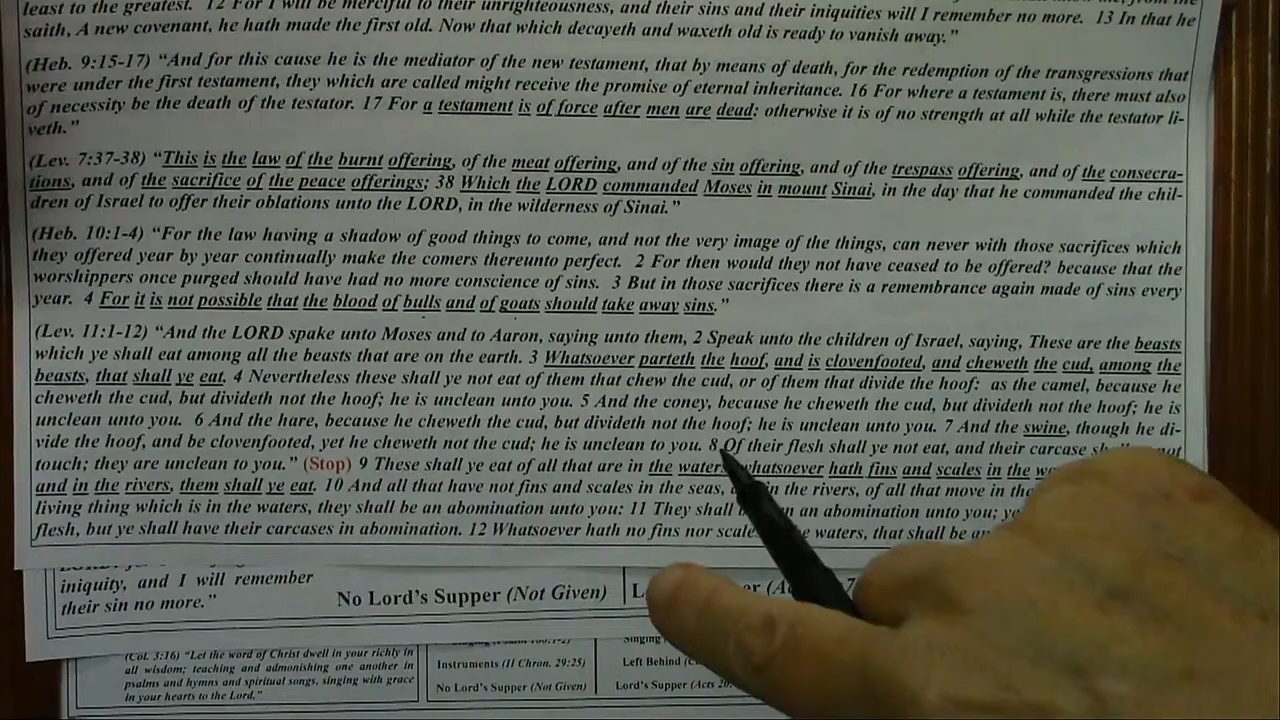 least to the greatest. 12 For I will be merciful to their unrighteousness, and their sins and their iniquities will I remember no more. 13 In that he
saith, A new covenant, he hath made the first old. Now that which decayeth and waxeth old is ready to vanish away."
(Heb. 9:15-17) "And for this cause he is the mediator of the new testament, that by means of death, for the redemption of the transgressions that
were under the first testament, they which are called might receive the promise of eternal inheritance. 16 For where a testament is, there must also
of necessity be the death of the testator. 17 For a testament is of force after men are dead: otherwise it is of no strength at all while the testator li-
veth."
(Lev. 7:37-38) "This is the law of the burnt offering, of the meat offering, and of the sin offering, and of the trespass offering, and of the consecra-
tions, and of the sacrifice of the peace offerings; 38 Which the LORD commanded Moses in mount Sinai, in the day that he commanded the chil-
dren of Israel to offer their oblations unto the LORD, in the wilderness of Sinai."
(Heb. 10:1-4) "For the law having a shadow of good things to come, and not the very image of the things, can never with those sacrifices which
they offered year by year continually make the comers thereunto perfect. 2 For then would they not have ceased to be offered? because that the
worshippers once purged should have had no more conscience of sins. 3 But in those sacrifices there is a remembrance again made of sins every
year. 4 For it is not possible that the blood of bulls and of goats should take away sins."
(Lev. 11:1-12) "And the LORD spake unto Moses and to Aaron, saying unto them, 2 Speak unto the children of Israel, saying, These are the beasts
which ye shall eat among all the beasts that are on the earth. 3 Whatsoever parteth the hoof, and is clovenfooted, and cheweth the cud, among the
beasts, that shall ye eat. 4 Nevertheless these shall ye not eat of them that chew the cud, or of them that divide the hoof: as the camel, because he
cheweth the cud, but divideth not the hoof; he is unclean unto you. 5 And the coney, because he cheweth the cud, but divideth not the hoof; he is
unclean unto you. 6 And the hare, because he cheweth the cud, but divideth not the hoof; he is unclean unto you. 7 And the swine, though he di-
vide the hoof, and be clovenfooted, yet he cheweth not the cud; he is unclean to you. 8 Of their flesh shall ye not eat, and their carcase not
touch; they are unclean to you." (Stop) 9 These shall ye eat of all that are in the waters whatsoever hath fins and scales in the
and in the rivers, them shall ye eat. 10 And all that have not fins and scales in the seas, in the rivers, of all that move in the
living thing which is in the waters, they shall be an abomination unto you: 11 They shall an abomination unto you;
flesh, but ye shall have their carcases in abomination. 12 Whatsoever hath no fins nor waters, that shall be
iniquity, and I will remember
their sin no more."
No Lord's Supper (Not Given)
(Col. 3:16) "Let the word of Christ dwell in your richly in
all wisdom; teaching and admonishing one another in
psalms and hymns and spiritual songs, singing with grace
in your hearts to the Lord."
Instruments (II Chron. 29:25)
No Lord's Supper (Not Given)
Singing
Left Behind
Lord's Supper (Acts 20: